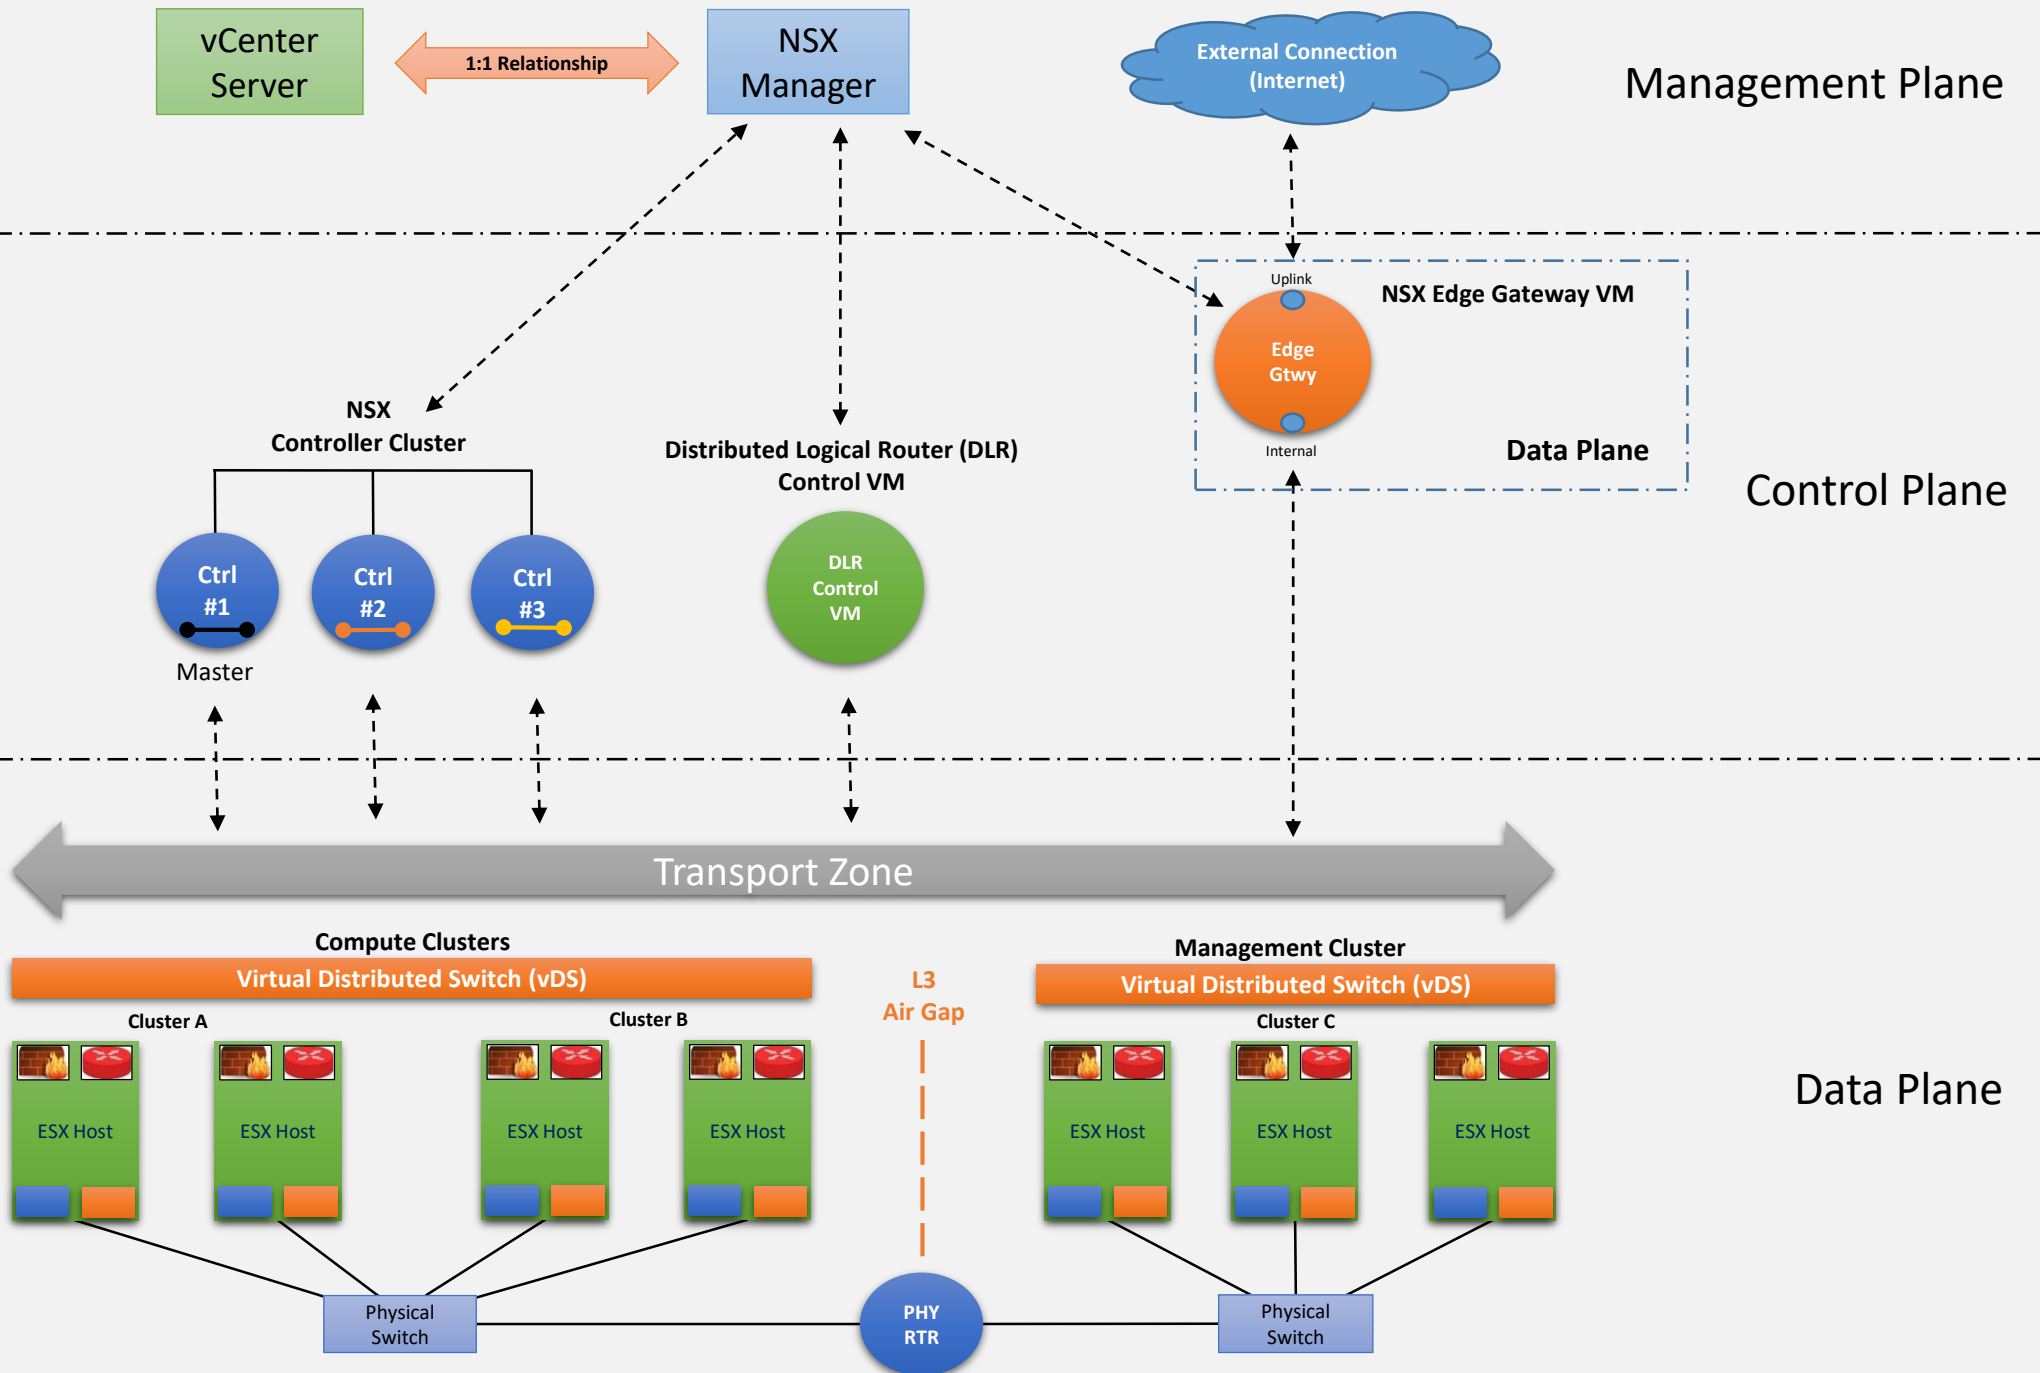 vCenter
Server
1:1 Relationship
NSX
Manager
External Connection
(Internet)
Management Plane
Uplink
NSX Edge Gateway VM
Edge
Gtwy
Internal
Data Plane
Control Plane
NSX
Controller Cluster
Distributed Logical Router (DLR)
Control VM
Ctrl
#1
Ctrl
#2
Ctrl
#3
Master
DLR
Control
VM
Transport Zone
Compute Clusters
Virtual Distributed Switch (vDS)
L3
Air Gap
Management Cluster
Virtual Distributed Switch (vDS)
Cluster A
Cluster B
Cluster C
ESX Host
ESX Host
ESX Host
ESX Host
ESX Host
ESX Host
ESX Host
Data Plane
Physical
Switch
PHY
RTR
Physical
Switch